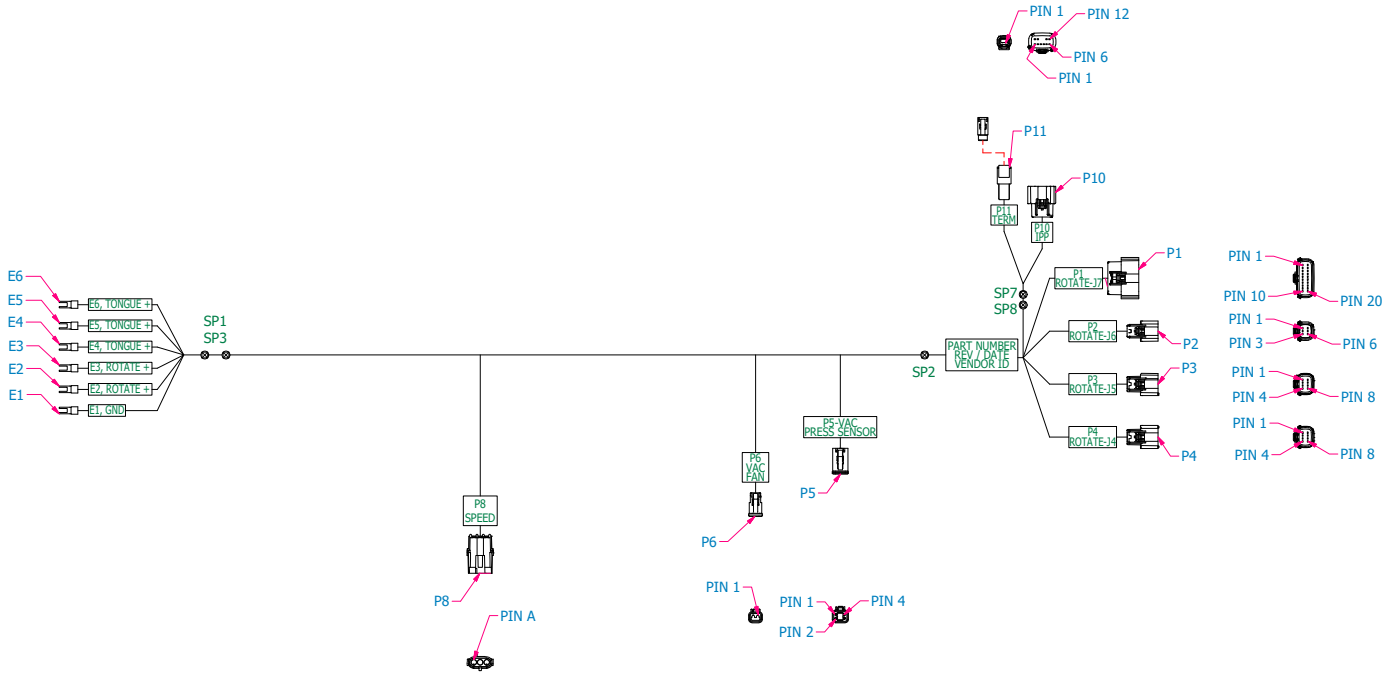 PIN 1
PIN 12
PIN 6
PIN 1
P11
P10
P11
TERM
P10
IPP
P1
P1
ROTATE-J7
PIN 1
PIN 10
PIN 20
E6
E5
E4
E3
E2
E1
E6, TONGUE +
E5, TONGUE +
E4, TONGUE +
E3, ROTATE +
E2, ROTATE +
E1, GND
SP1
SP3
SP7
SP8
SP2
PART NUMBER
REV / DATE
VENDOR ID
P2
ROTATE-J6
P2
PIN 1
PIN 3
PIN 6
P3
ROTATE-J5
P3
PIN 1
PIN 4
PIN 8
P4
ROTATE-J4
P4
PIN 1
PIN 4
PIN 8
P5-VAC
PRESS SENSOR
P5
P6
VAC
FAN
P6
P8
SPEED
P8
PIN A
PIN 1
PIN 1
PIN 2
PIN 4